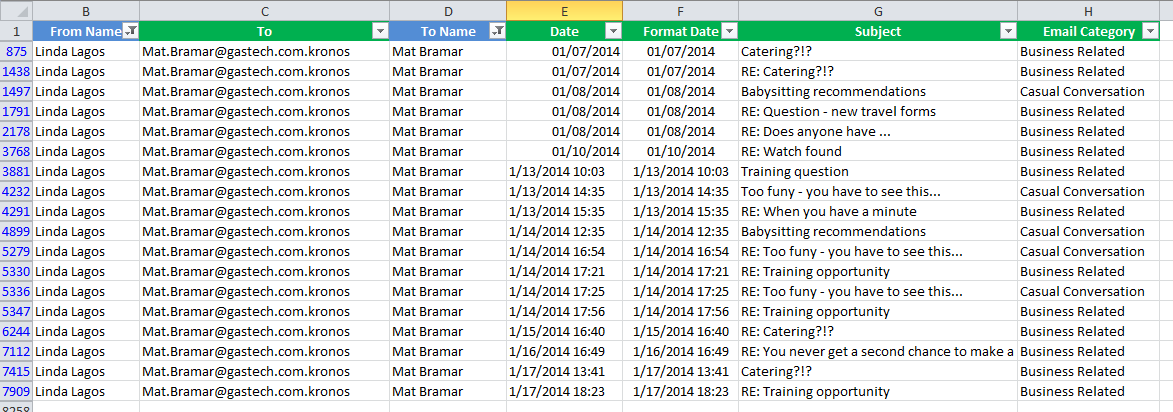 B C D E F G H
1 From Name To To Name Date Format Date Subject Email Category
875 Linda Lagos Mat.Bramar@gastech.com.kronos Mat Bramar 01/07/2014 01/07/2014 Catering?!? Business Related
1438 Linda Lagos Mat.Bramar@gastech.com.kronos Mat Bramar 01/07/2014 01/07/2014 RE: Catering?!? Business Related
1497 Linda Lagos Mat.Bramar@gastech.com.kronos Mat Bramar 01/08/2014 01/08/2014 Babysitting recommendations Casual Conversation
1791 Linda Lagos Mat.Bramar@gastech.com.kronos Mat Bramar 01/08/2014 01/08/2014 RE: Question - new travel forms Business Related
2178 Linda Lagos Mat.Bramar@gastech.com.kronos Mat Bramar 01/08/2014 01/08/2014 RE: Does anyone have ... Business Related
3768 Linda Lagos Mat.Bramar@gastech.com.kronos Mat Bramar 01/10/2014 01/10/2014 RE: Watch found Business Related
3881 Linda Lagos Mat.Bramar@gastech.com.kronos Mat Bramar 1/13/2014 10:03 1/13/2014 10:03 Training question Business Related
4232 Linda Lagos Mat.Bramar@gastech.com.kronos Mat Bramar 1/13/2014 14:35 1/13/2014 14:35 Too funy - you have to see this... Casual Conversation
4291 Linda Lagos Mat.Bramar@gastech.com.kronos Mat Bramar 1/13/2014 15:35 1/13/2014 15:35 RE: When you have a minute Business Related
4899 Linda Lagos Mat.Bramar@gastech.com.kronos Mat Bramar 1/14/2014 12:35 1/14/2014 12:35 Babysitting recommendations Casual Conversation
5279 Linda Lagos Mat.Bramar@gastech.com.kronos Mat Bramar 1/14/2014 16:54 1/14/2014 16:54 RE: Too funy - you have to see this... Casual Conversation
5330 Linda Lagos Mat.Bramar@gastech.com.kronos Mat Bramar 1/14/2014 17:21 1/14/2014 17:21 RE: Training opportunity Business Related
5336 Linda Lagos Mat.Bramar@gastech.com.kronos Mat Bramar 1/14/2014 17:25 1/14/2014 17:25 RE: Too funy - you have to see this... Casual Conversation
5347 Linda Lagos Mat.Bramar@gastech.com.kronos Mat Bramar 1/14/2014 17:56 1/14/2014 17:56 RE: Training opportunity Business Related
6244 Linda Lagos Mat.Bramar@gastech.com.kronos Mat Bramar 1/15/2014 16:40 1/15/2014 16:40 RE: Catering?!? Business Related
7112 Linda Lagos Mat.Bramar@gastech.com.kronos Mat Bramar 1/16/2014 16:49 1/16/2014 16:49 RE: You never get a second chance to make a Business Related
7415 Linda Lagos Mat.Bramar@gastech.com.kronos Mat Bramar 1/17/2014 13:41 1/17/2014 13:41 Catering?!? Business Related
7909 Linda Lagos Mat.Bramar@gastech.com.kronos Mat Bramar 1/17/2014 18:23 1/17/2014 18:23 RE: Training opportunity Business Related